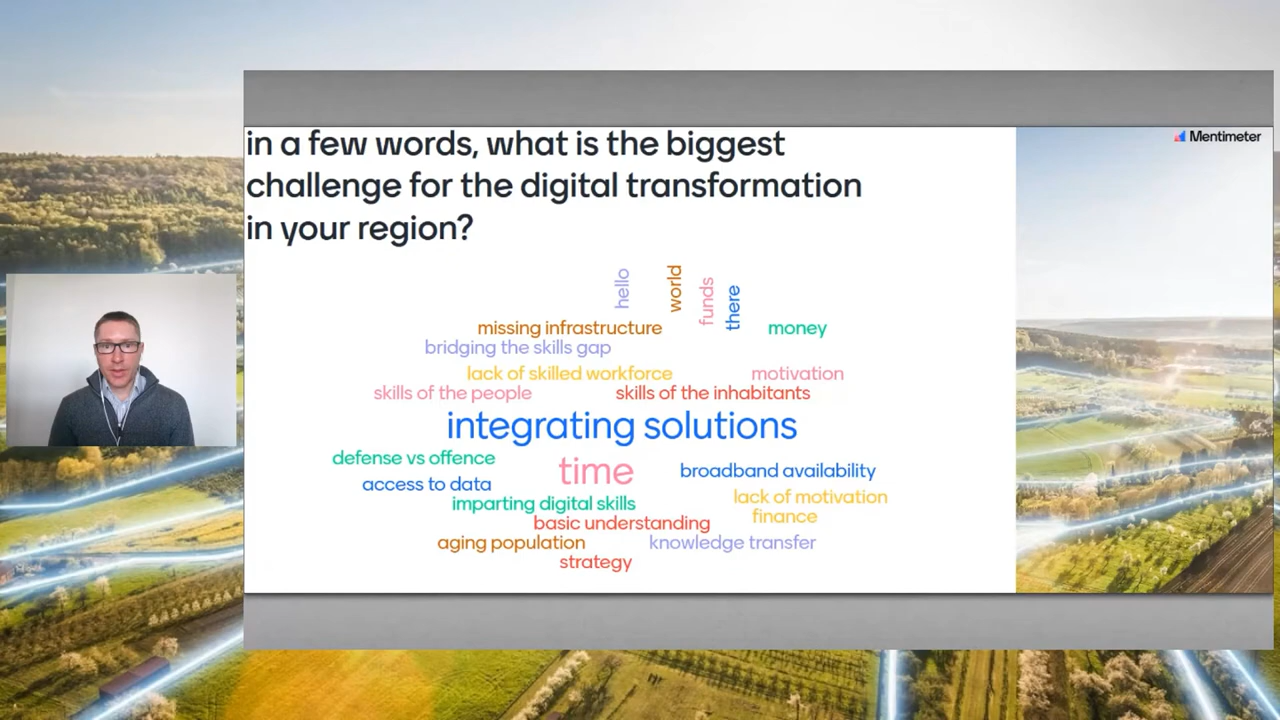 Mentimeter
in a few words, what is the biggest
challenge for the digital transformation
in your region?
hello
world
funds
there
missing infrastructure
money
bridging the skills gap
lack of skilled workforce
motivation
skills of the people
skills of the inhabitants
integrating solutions
defense vs offence
time
broadband availability
access to data
lack of motivation
imparting digital skills
finance
basic understanding
aging population
knowledge transfer
strategy